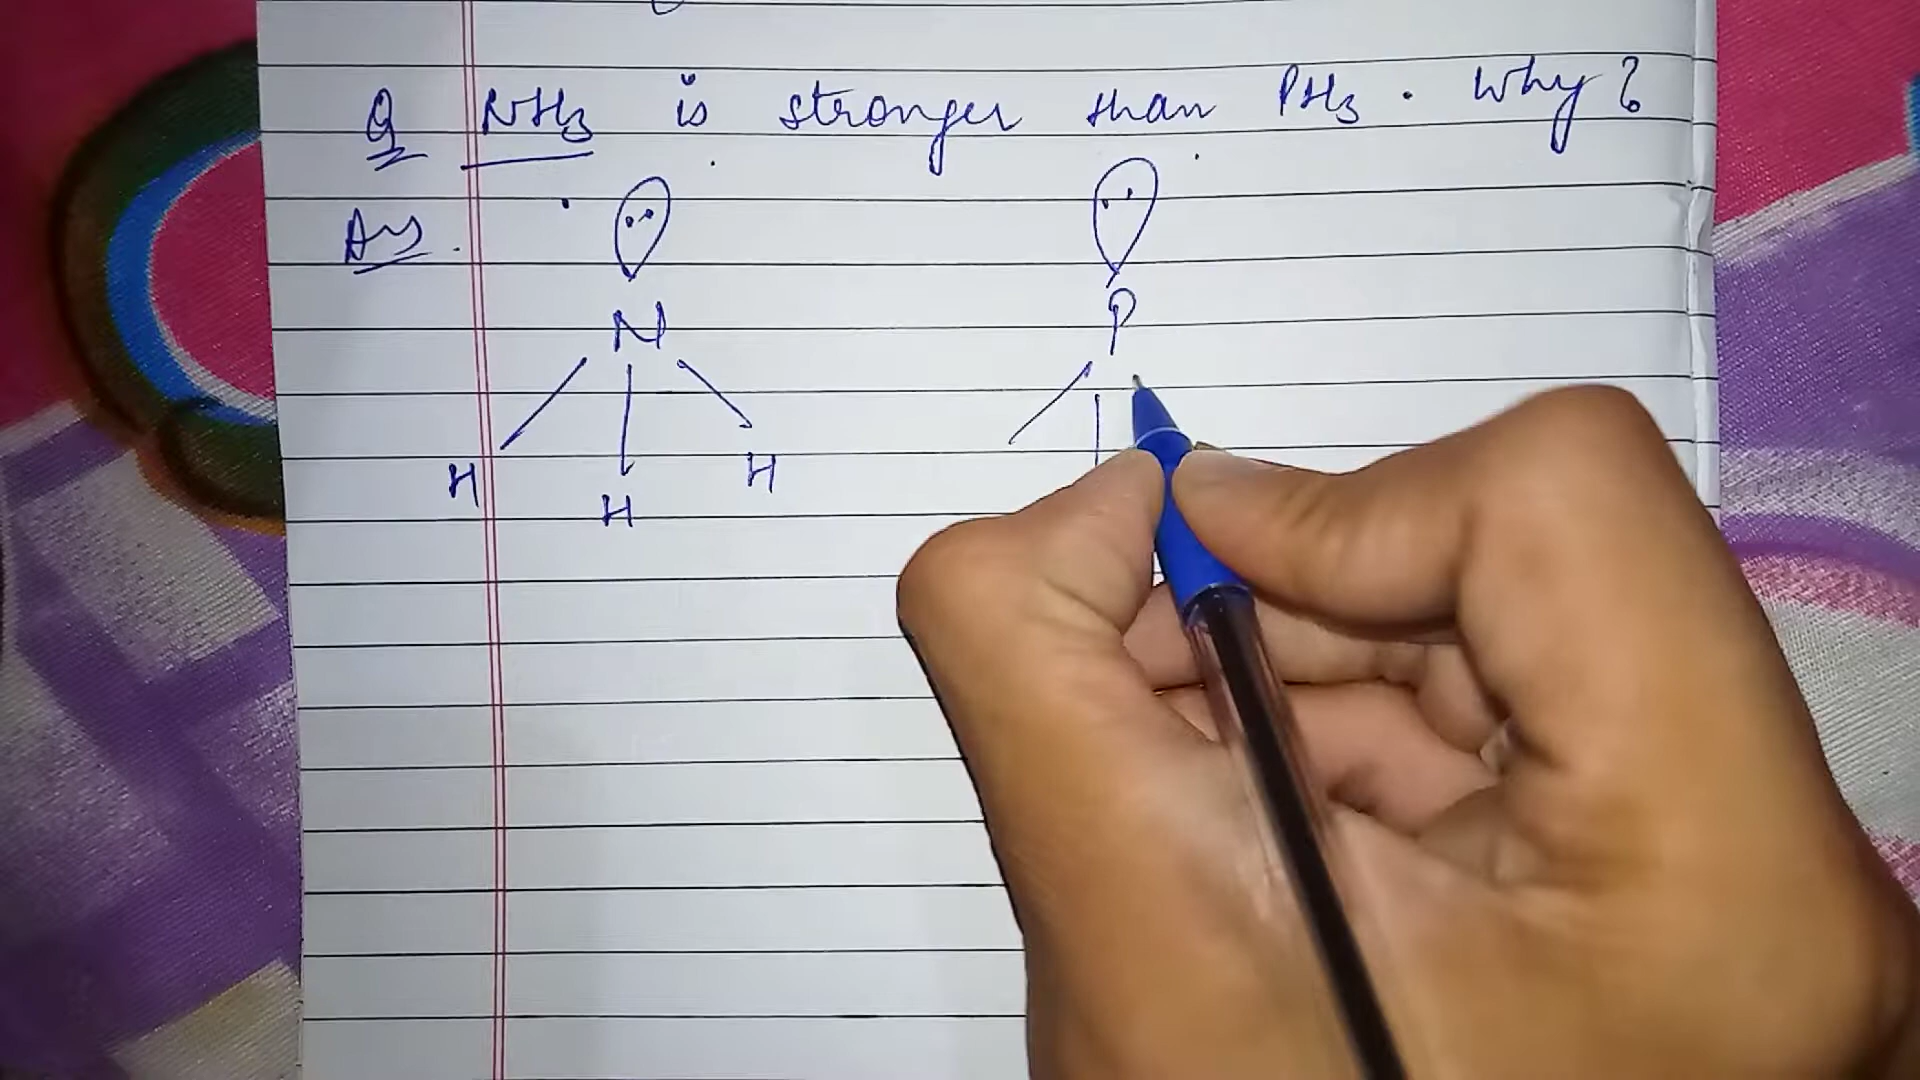 Q NH3 is stronger than PH3. Why?
Ans.
N P
H H H